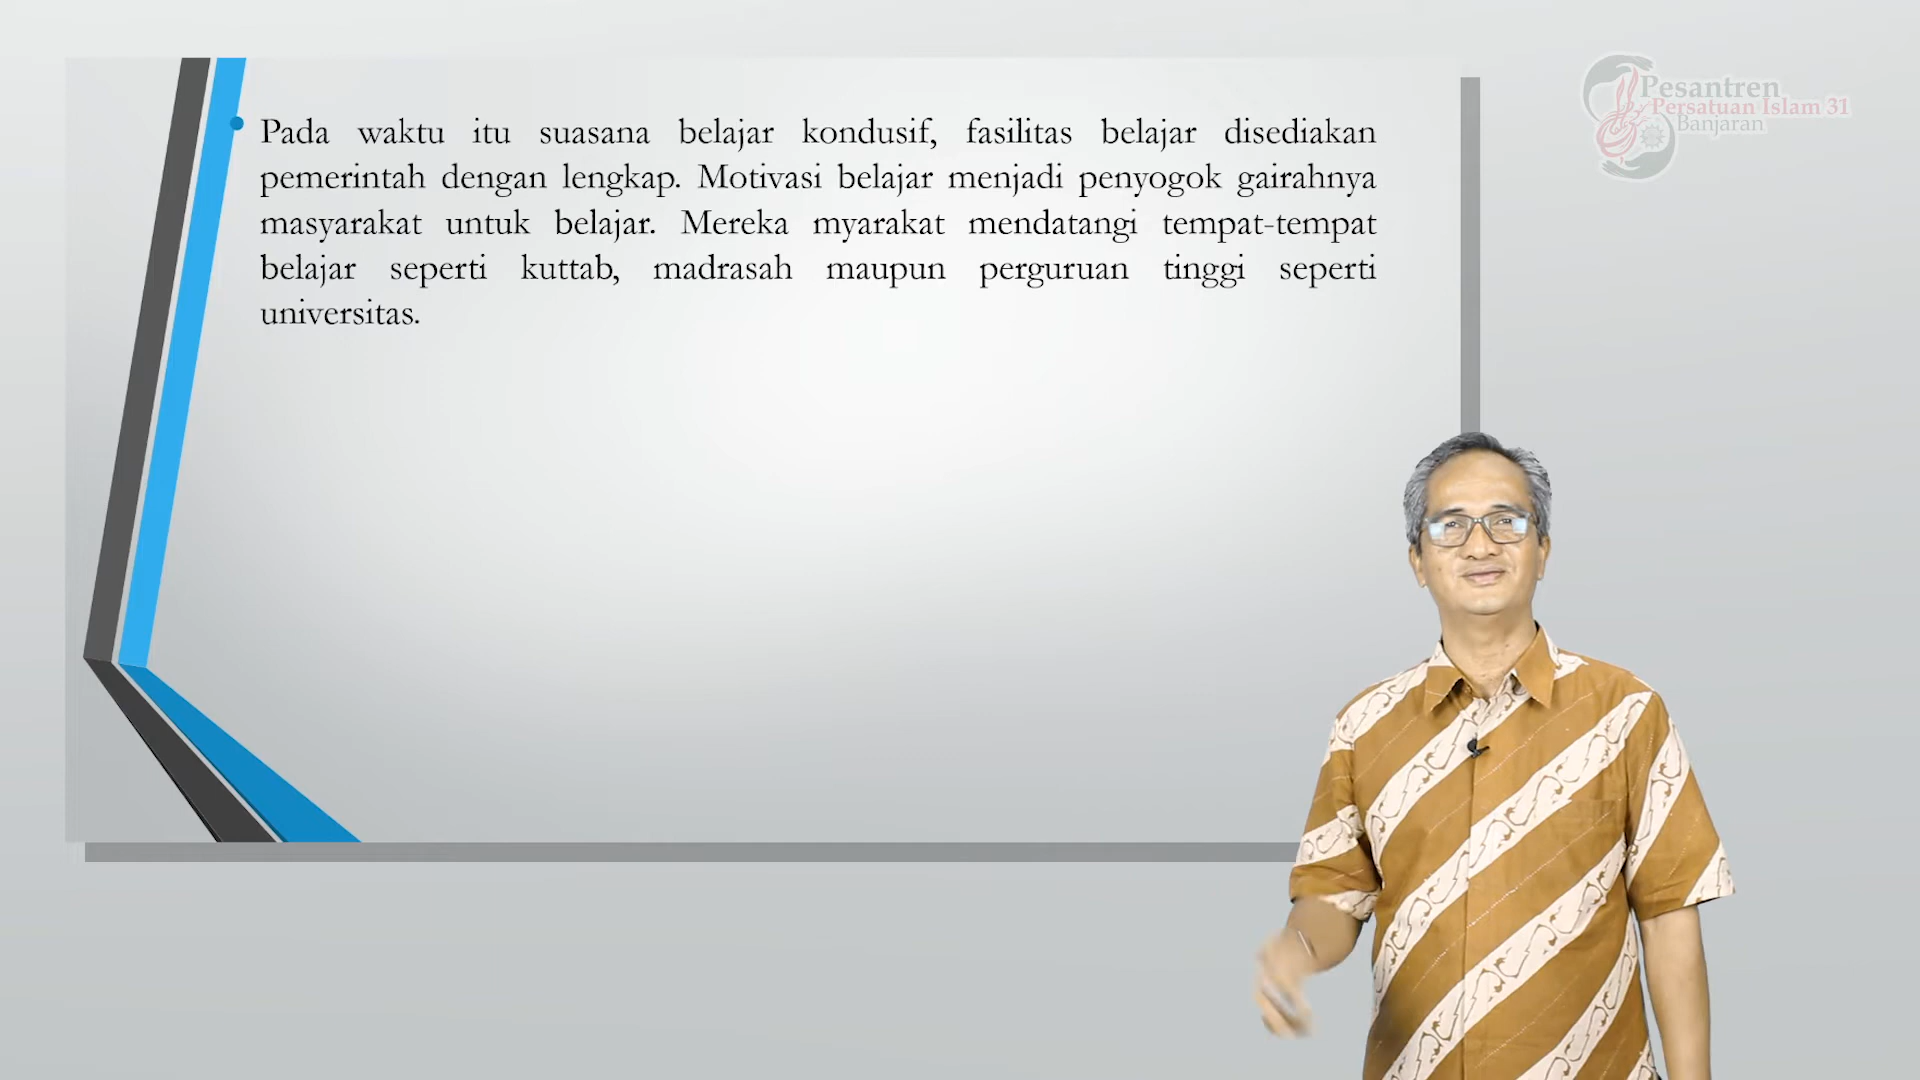 Pesantren
Persatuan Islam 31
Banjaran
Pada waktu itu suasana belajar kondusif, fasilitas belajar disediakan
pemerintah dengan lengkap. Motivasi belajar menjadi penyogok gairahnya
masyarakat untuk belajar. Mereka myarakat mendatangi tempat-tempat
belajar seperti kuttab, madrasah maupun perguruan tinggi seperti
universitas.